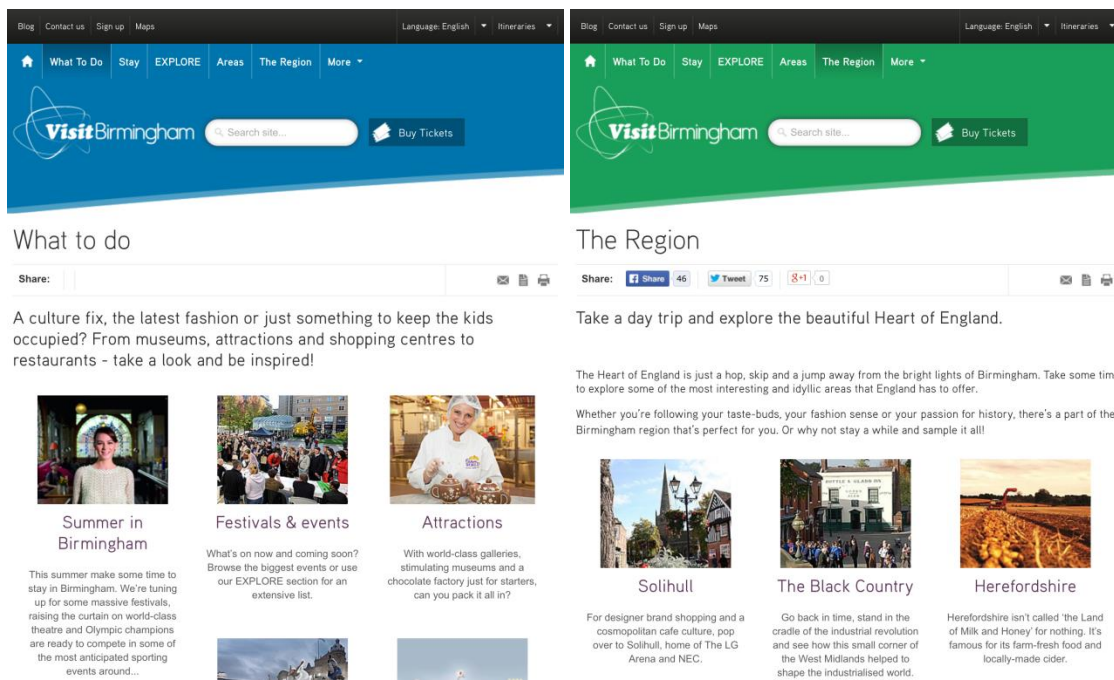 Blog Contact us Sign up Maps Language: English Itineraries
What To Do Stay EXPLORE Areas The Region More
VisitBirmingham Search site... Buy Tickets
What to do
Share:
A culture fix, the latest fashion or just something to keep the kids
occupied? From museums, attractions and shopping centres to
restaurants - take a look and be inspired!
Summer in
Birmingham
This summer make some time to
stay in Birmingham. We're tuning
up for some massive festivals,
raising the curtain on world-class
theatre and Olympic champions
are ready to compete in some of
the most anticipated sporting
events around...
Festivals & events
What's on now and coming soon?
Browse the biggest events or use
our EXPLORE section for an
extensive list.
Attractions
With world-class galleries,
stimulating museums and a
chocolate factory just for starters,
can you pack it all in?
Blog Contact us Sign up Maps Language: English Itineraries
What To Do Stay EXPLORE Areas The Region More
VisitBirmingham Search site... Buy Tickets
The Region
Share: Share 46 Tweet 75 g+1 0
Take a day trip and explore the beautiful Heart of England.
The Heart of England is just a hop, skip and a jump away from the bright lights of Birmingham. Take some tim
to explore some of the most interesting and idyllic areas that England has to offer.
Whether you're following your taste-buds, your fashion sense or your passion for history, there's a part of the
Birmingham region that's perfect for you. Or why not stay a while and sample it all!
Solihull
For designer brand shopping and a
cosmopolitan cafe culture, pop
over to Solihull, home of The LG
Arena and NEC.
BOTTLE & GLASS INN
The Black Country
Go back in time, stand in the
cradle of the industrial revolution
and see how this small corner of
the West Midlands helped to
shape the industrialised world.
Herefordshire
Herefordshire isn't called 'the Land
of Milk and Honey' for nothing. It's
famous for its farm-fresh food and
locally-made cider.